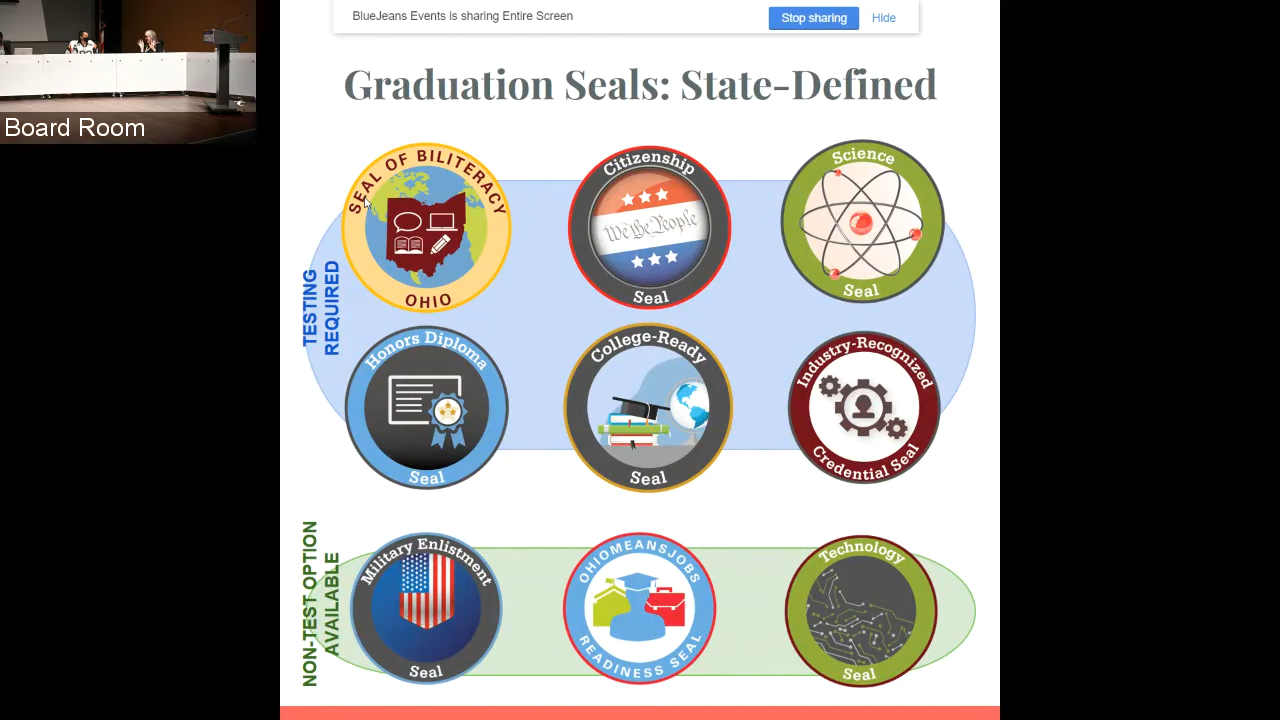 BlueJeans Events is sharing Entire Screen
Stop sharing
Hide
Board Room
Graduation Seals: State-Defined
TESTING
REQUIRED
SEAL OF BILITERACY
OHIO
Citizenship
We the People
Seal
Science
Seal
Honors Diploma
Seal
College-Ready
Seal
Industry-Recognized
Credential Seal
NON-TEST OPTION
AVAILABLE
Military Enlistment
Seal
OHIOMEANSJOBS
READINESS SEAL
Technology
Seal